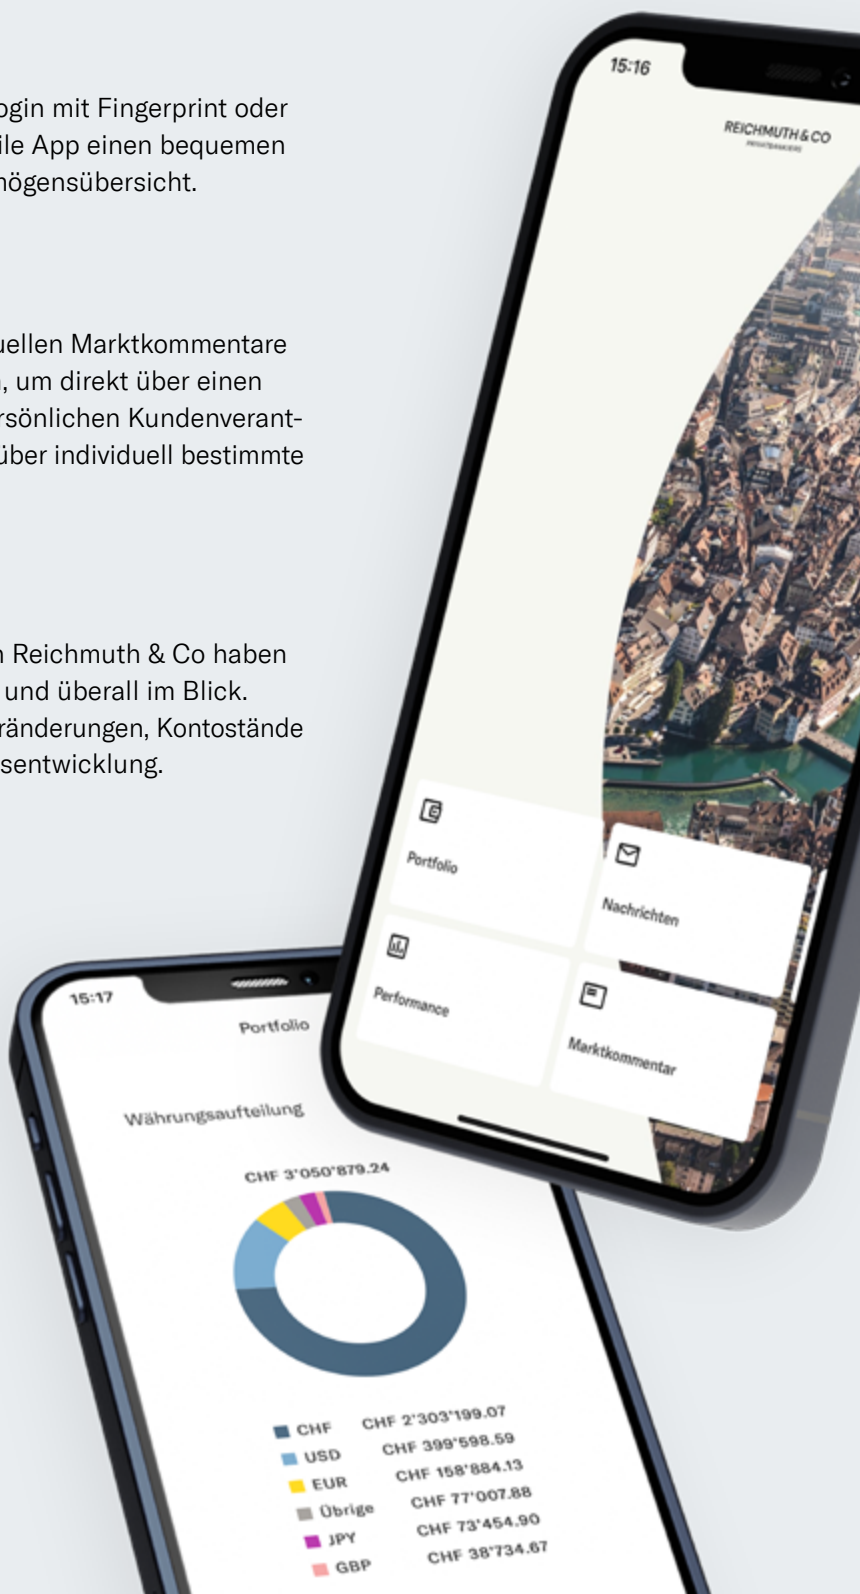 ogin mit Fingerprint oder
ile App einen bequemen
nögensübersicht.
uellen Marktkommentare
, um direkt über einen
rsönlichen Kundenverant-
über individuell bestimmte
n Reichmuth & Co haben
und überall im Blick.
ränderungen, Kontostände
sentwicklung.
15:16
REICHMUTH & CO
PRIVATBANKIERS
Portfolio
Nachrichten
Performance
Marktkommentar
15:17
Portfolio
Währungsaufteilung
CHF 3'050'879.24
CHF CHF 2'303'199.07
USD CHF 399'598.59
EUR CHF 158'884.13
Übrige CHF 77'007.88
JPY CHF 73'454.90
GBP CHF 38'734.67